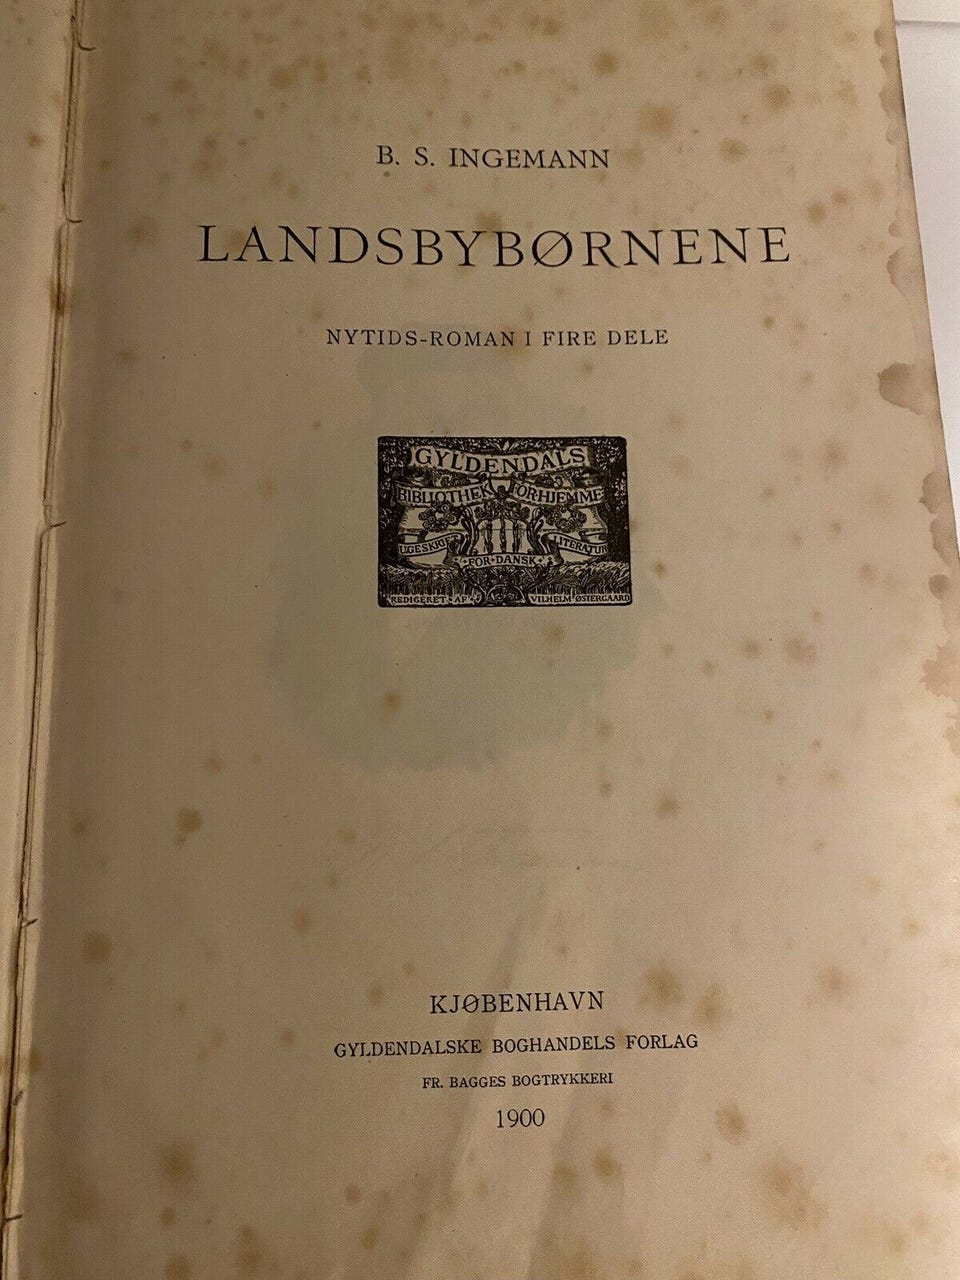 B. S. INGEMANN
LANDSBYBØRNENE
NYTIDS-ROMAN I FIRE DELE
GYLDENDALS
BIBLIOTHEK FOR HJEMMET
UGESKRIFT LITERATUR
FOR DANSK
REDIGERET AF VILHELM ØSTERGAARD
KJØBENHAVN
GYLDENDALSKE BOGHANDELS FORLAG
FR. BAGGES BOGTRYKKERI
1900